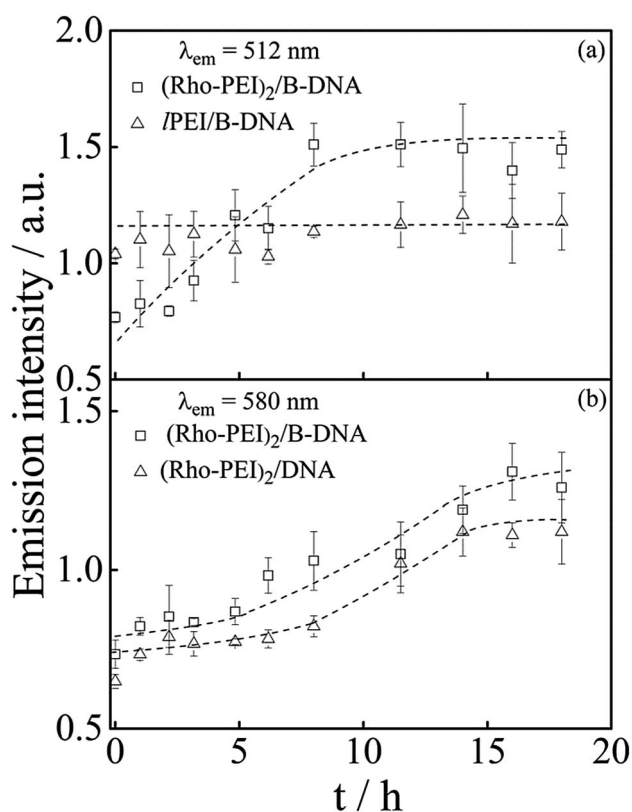 2.0
λem = 512 nm
(a)
(Rho-PEI)2/B-DNA
lPEI/B-DNA
1.5
1.0
0.5
λem = 580 nm
(b)
(Rho-PEI)2/B-DNA
(Rho-PEI)2/DNA
1.5
1.0
0.5
Emission intensity / a.u.
0 5 10 15 20
t / h